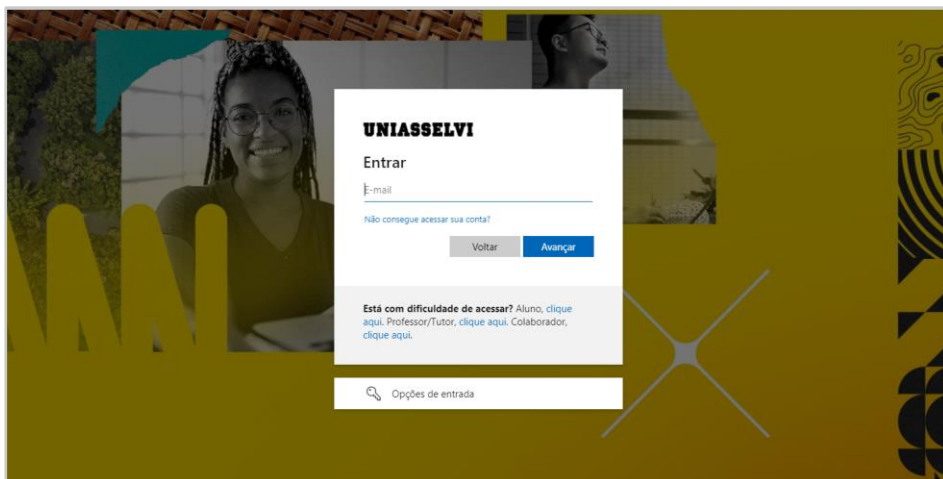 UNIASSELVI
Entrar
E-mail
Não consegue acessar sua conta?
Voltar Avançar
Está com dificuldade de acessar? Aluno, clique
aqui. Professor/Tutor, clique aqui. Colaborador,
clique aqui.
Opções de entrada